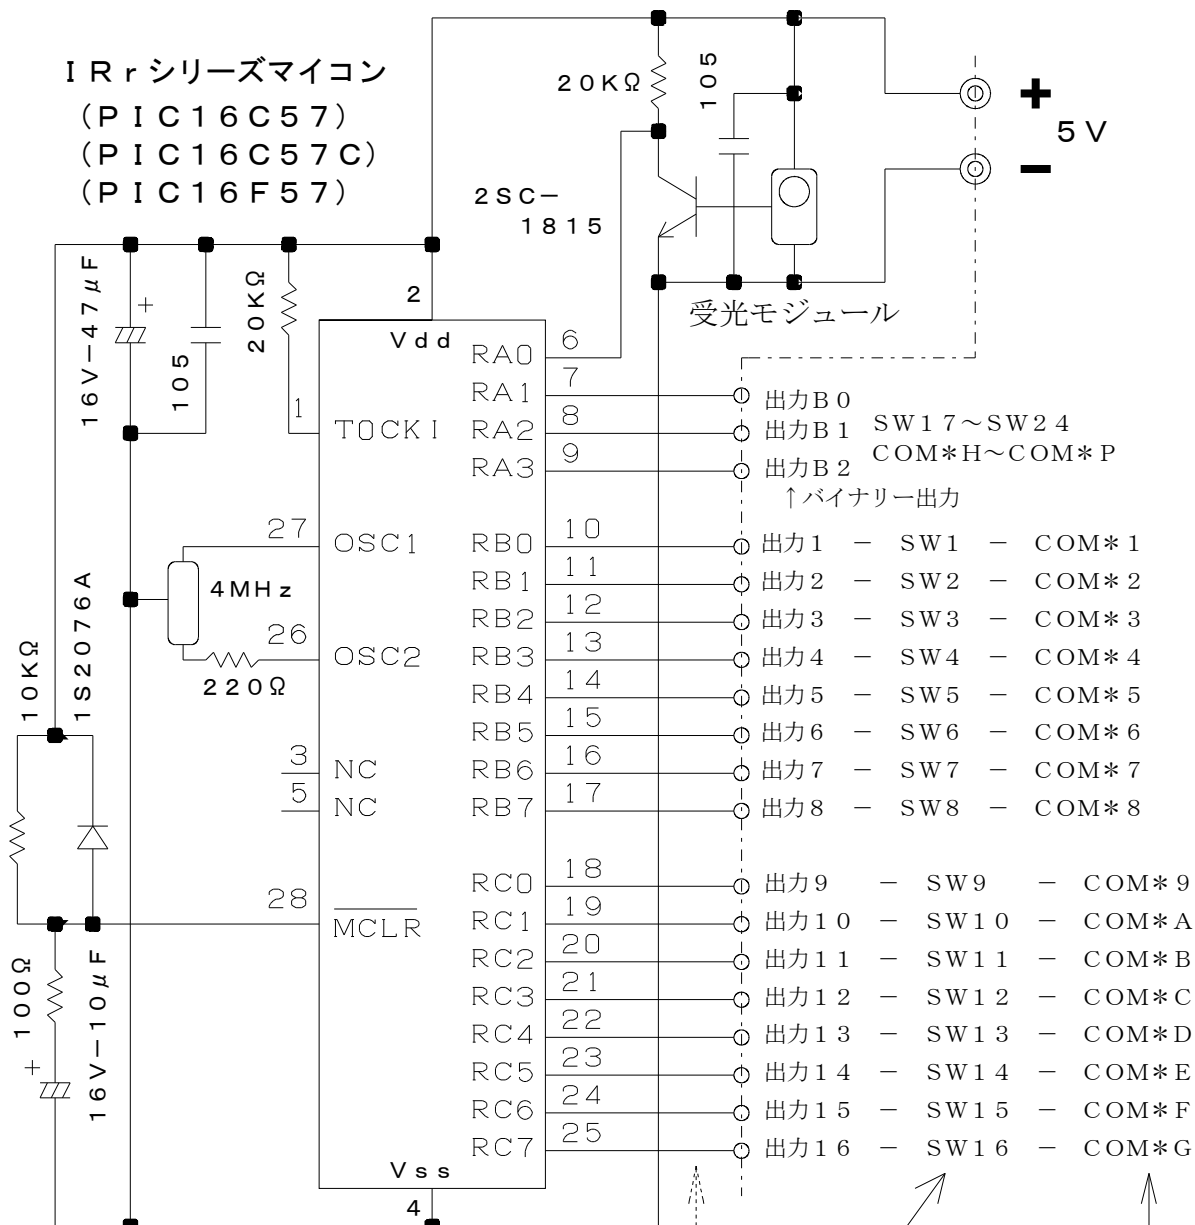 IRrシリーズマイコン
(PIC16C57)
(PIC16C57C)
(PIC16F57)
20KΩ
105
+
5V
−
2SC−
1815
受光モジュール
16V−47μF
+
105
20KΩ
2
Vdd
1
TOCKI
RA0 6
RA1 7 出力B0
RA2 8 出力B1
RA3 9 出力B2
SW17～SW24
COM*H～COM*P
↑バイナリー出力
27 OSC1
4MHz
26 OSC2
220Ω
10KΩ
1S2076A
3 NC
5 NC
28 MCLR
100Ω
+
16V−10μF
RB0 10 出力1 − SW1 − COM*1
RB1 11 出力2 − SW2 − COM*2
RB2 12 出力3 − SW3 − COM*3
RB3 13 出力4 − SW4 − COM*4
RB4 14 出力5 − SW5 − COM*5
RB5 15 出力6 − SW6 − COM*6
RB6 16 出力7 − SW7 − COM*7
RB7 17 出力8 − SW8 − COM*8
RC0 18 出力9 − SW9 − COM*9
RC1 19 出力10 − SW10 − COM*A
RC2 20 出力11 − SW11 − COM*B
RC3 21 出力12 − SW12 − COM*C
RC4 22 出力13 − SW13 − COM*D
RC5 23 出力14 − SW14 − COM*E
RC6 24 出力15 − SW15 − COM*F
RC7 25 出力16 − SW16 − COM*G
Vss
4